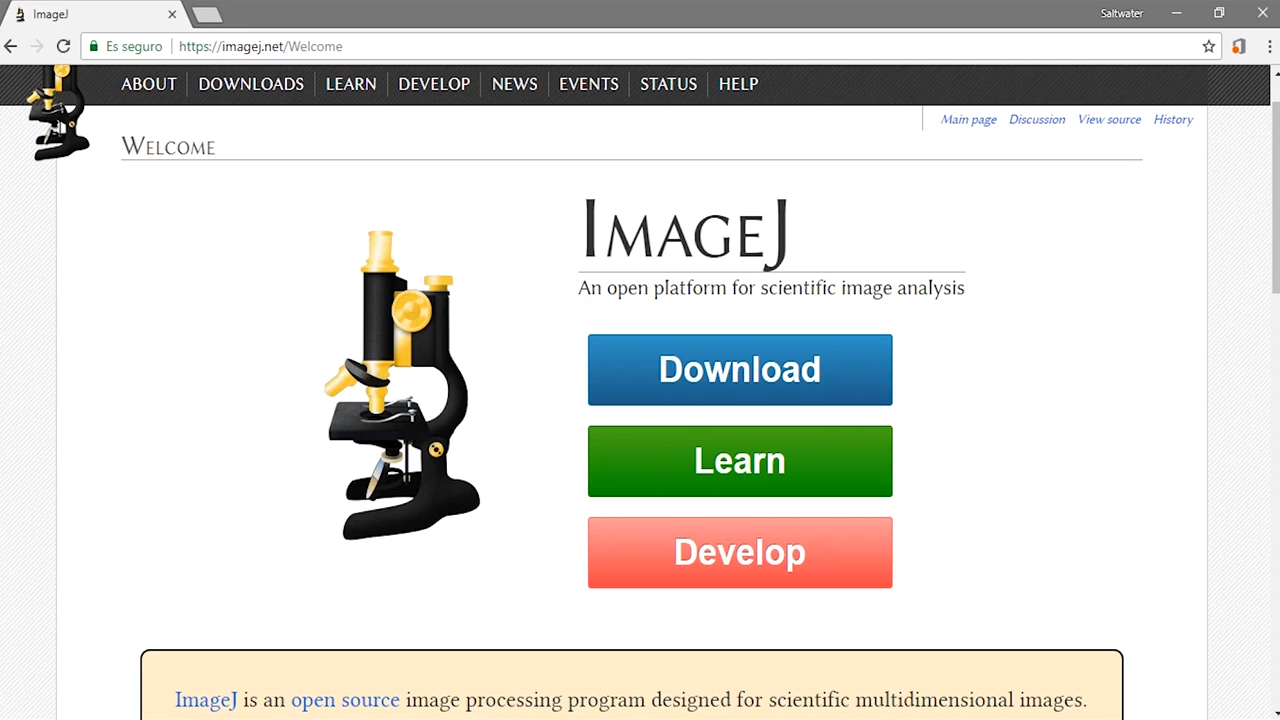 ImageJ
Saltwater
Es seguro https://imagej.net/Welcome
ABOUT DOWNLOADS LEARN DEVELOP NEWS EVENTS STATUS HELP
Main page Discussion View source History
WELCOME
IMAGEJ
An open platform for scientific image analysis
Download
Learn
Develop
ImageJ is an open source image processing program designed for scientific multidimensional images.